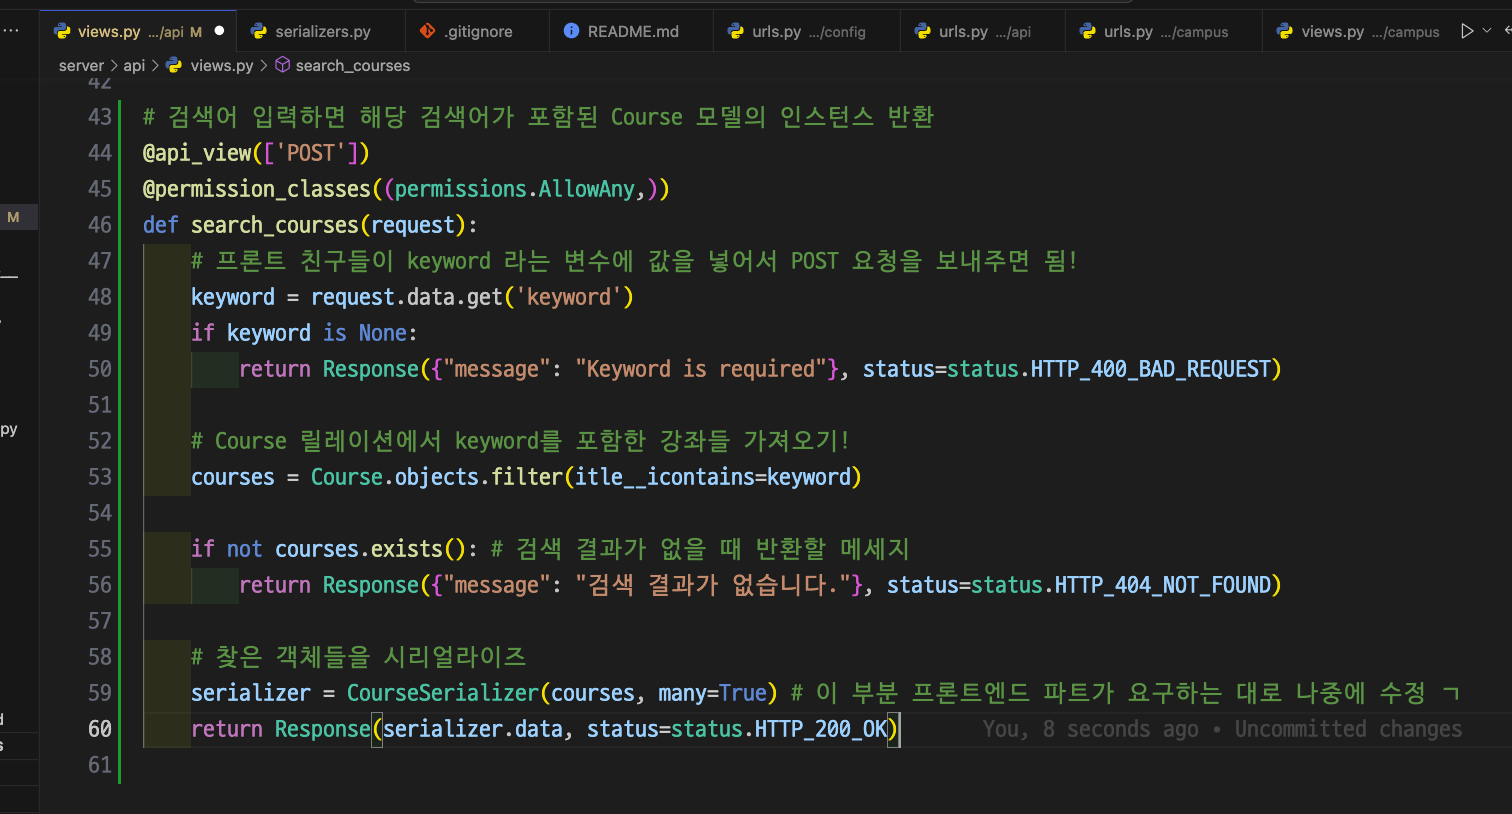 ··· views.py .../api M serializers.py .gitignore README.md urls.py .../config urls.py .../api urls.py .../campus views.py .../campus
server > api > views.py > search_courses
42
43 # 검색어 입력하면 해당 검색어가 포함된 Course 모델의 인스턴스 반환
44 @api_view(['POST'])
45 @permission_classes((permissions.AllowAny,))
M
46 def search_courses(request):
47 # 프론트 친구들이 keyword 라는 변수에 값을 넣어서 POST 요청을 보내주면 됨!
48 keyword = request.data.get('keyword')
49 if keyword is None:
50 return Response({"message": "Keyword is required"}, status=status.HTTP_400_BAD_REQUEST)
51
py
52 # Course 릴레이션에서 keyword를 포함한 강좌들 가져오기!
53 courses = Course.objects.filter(itle__icontains=keyword)
54
55 if not courses.exists(): # 검색 결과가 없을 때 반환할 메세지
56 return Response({"message": "검색 결과가 없습니다."}, status=status.HTTP_404_NOT_FOUND)
57
58 # 찾은 객체들을 시리얼라이즈
59 serializer = CourseSerializer(courses, many=True) # 이 부분 프론트엔드 파트가 요구하는 대로 나중에 수정 ㄱ
60 return Response(serializer.data, status=status.HTTP_200_OK) You, 8 seconds ago • Uncommitted changes
61